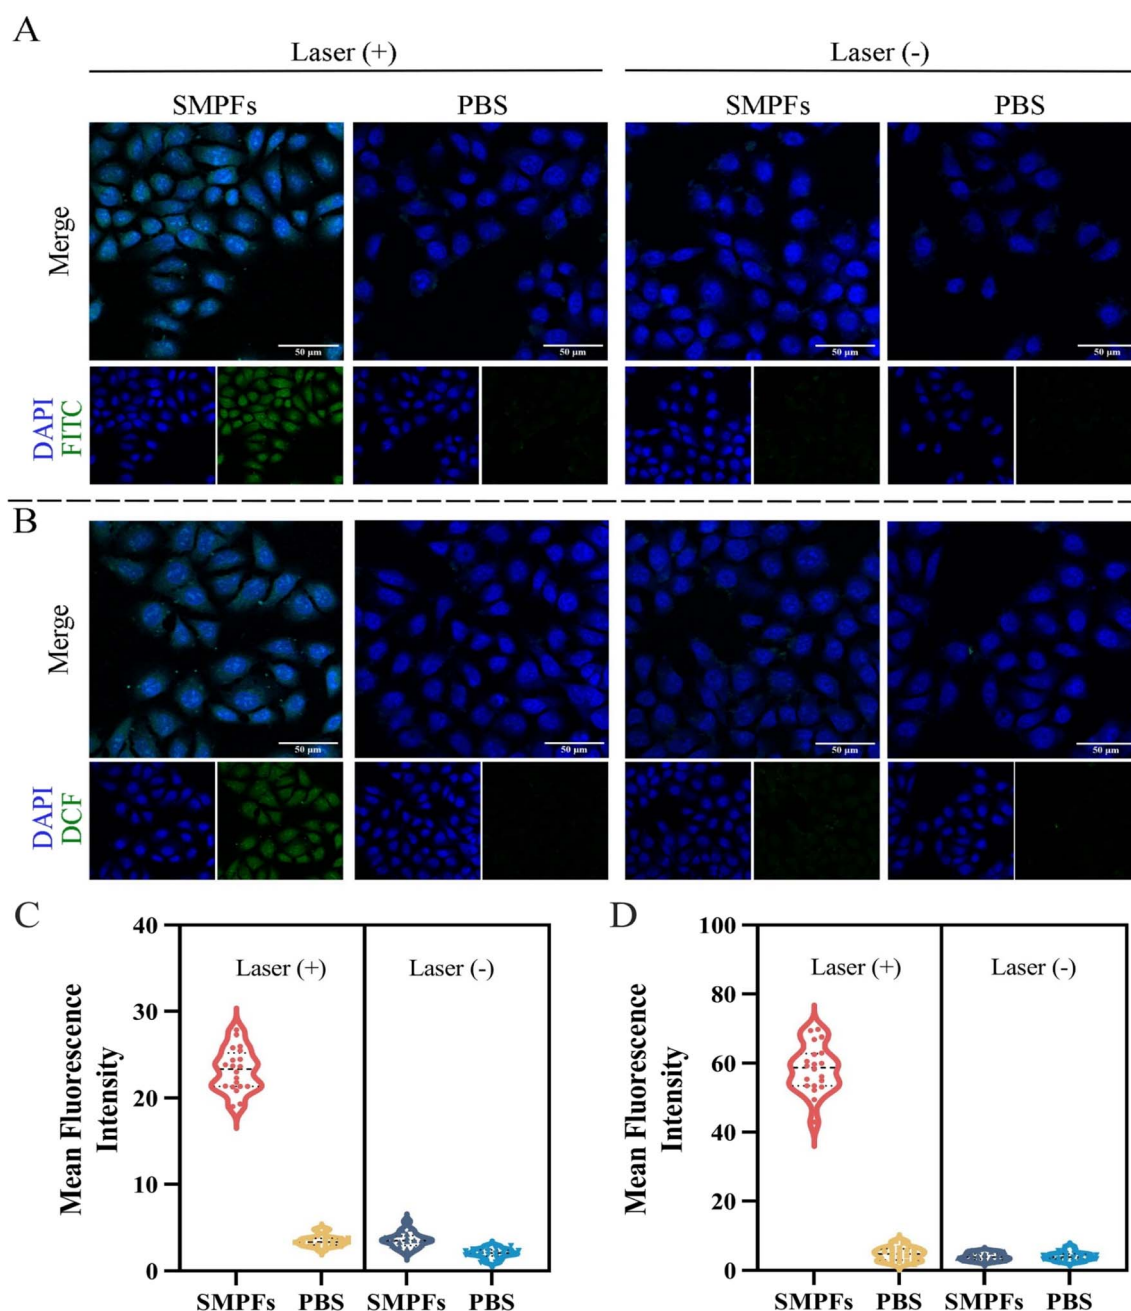 A
Laser (+)
Laser (-)
SMPFs
PBS
SMPFs
PBS
Merge
50 μm
50 μm
50 μm
50 μm
DAPI
FITC
B
Merge
50 μm
50 μm
50 μm
50 μm
DAPI
DCF
C
Mean Fluorescence
Intensity
40
30
20
10
0
Laser (+)
Laser (-)
SMPFs
PBS
SMPFs
PBS
D
Mean Fluorescence
Intensity
100
80
60
40
20
0
Laser (+)
Laser (-)
SMPFs
PBS
SMPFs
PBS